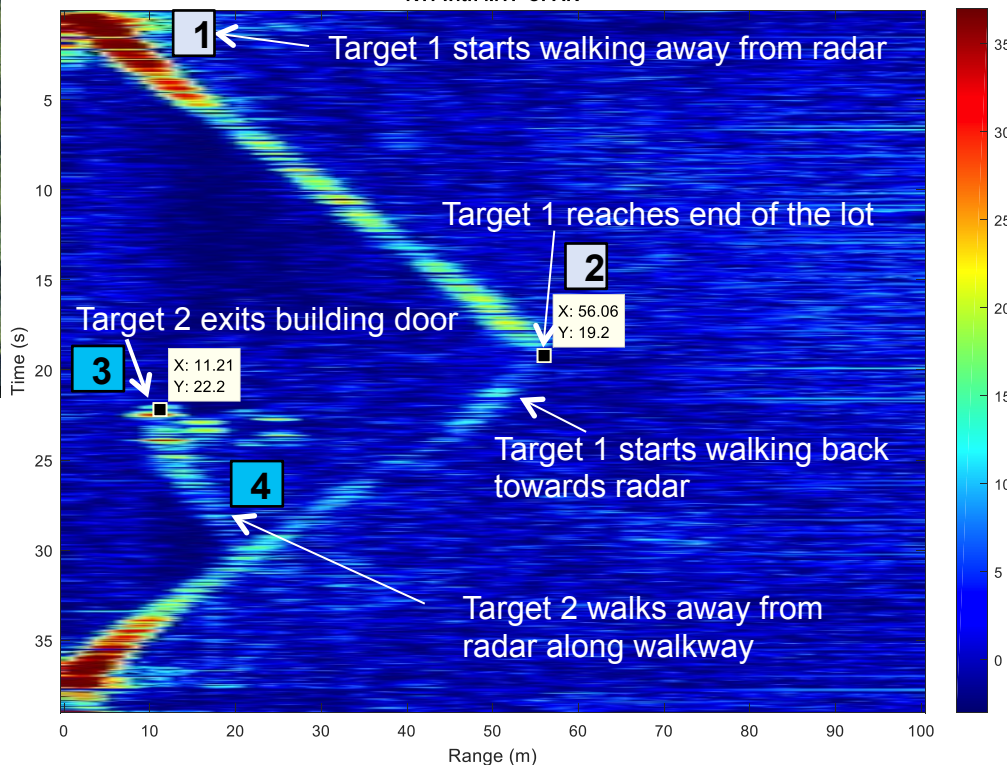 1
Target 1 starts walking away from radar
Target 1 reaches end of the lot
2
X: 56.06
Y: 19.2
Target 2 exits building door
3
X: 11.21
Y: 22.2
Target 1 starts walking back
towards radar
4
Target 2 walks away from
radar along walkway
5
10
15
20
25
30
35
Time (s)
0 10 20 30 40 50 60 70 80 90 100
Range (m)
35
30
25
20
15
10
5
0